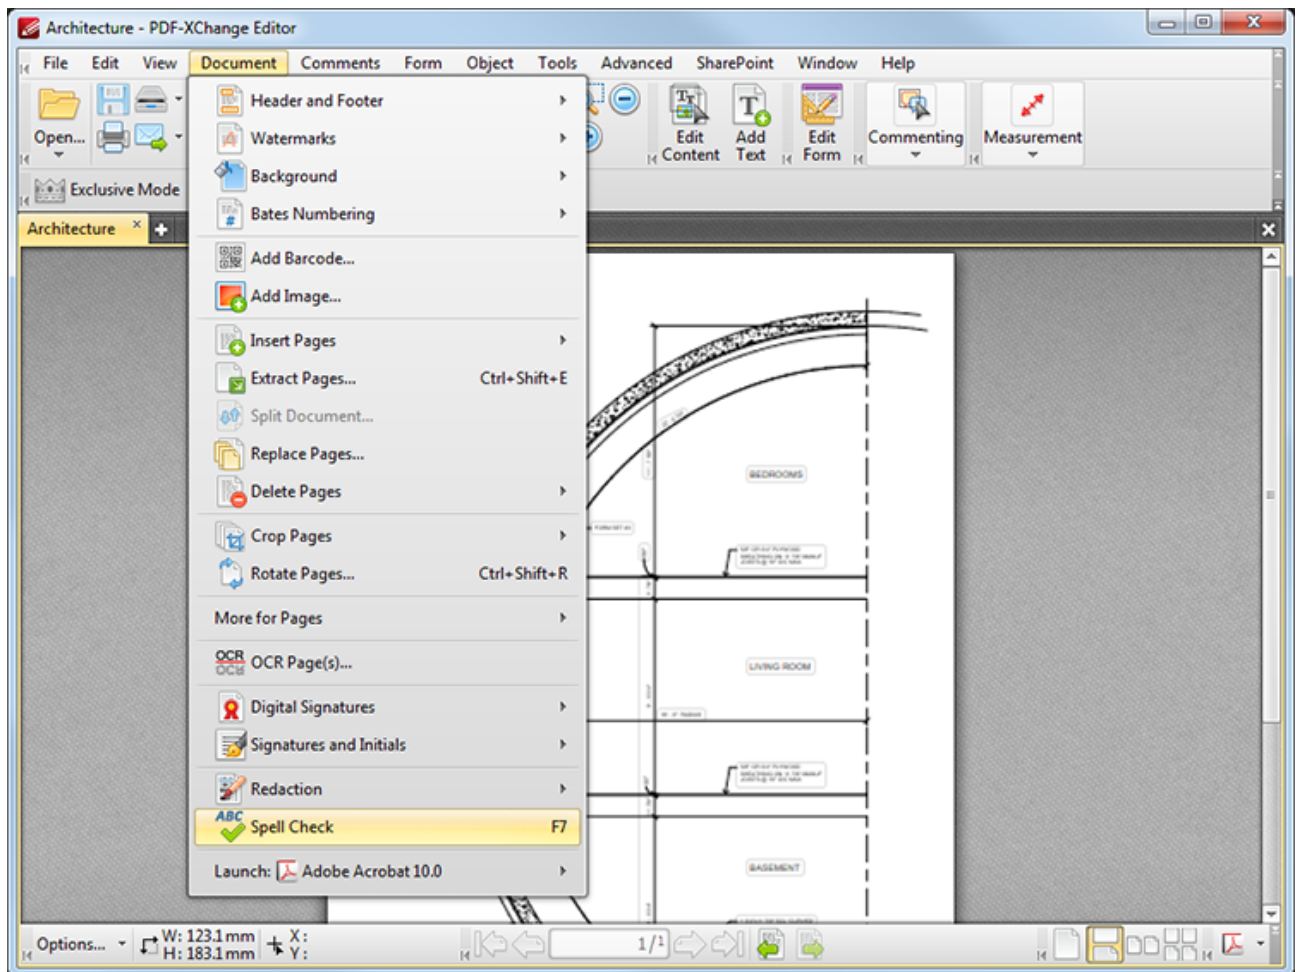 Architecture - PDF-XChange Editor
File Edit View Document Comments Form Object Tools Advanced SharePoint Window Help
Open...
Edit Content
Add Text
Edit Form
Commenting
Measurement
Exclusive Mode
Architecture
Header and Footer
Watermarks
Background
Bates Numbering
Add Barcode...
Add Image...
Insert Pages
Extract Pages... Ctrl+Shift+E
Split Document...
Replace Pages...
Delete Pages
Crop Pages
Rotate Pages... Ctrl+Shift+R
More for Pages
OCR OCR Page(s)...
OCR
Digital Signatures
Signatures and Initials
Redaction
ABC Spell Check F7
Launch: Adobe Acrobat 10.0
BEDROOMS
LIVING ROOM
BASEMENT
Options... W: 123.1 mm X:
H: 183.1 mm Y:
1/1